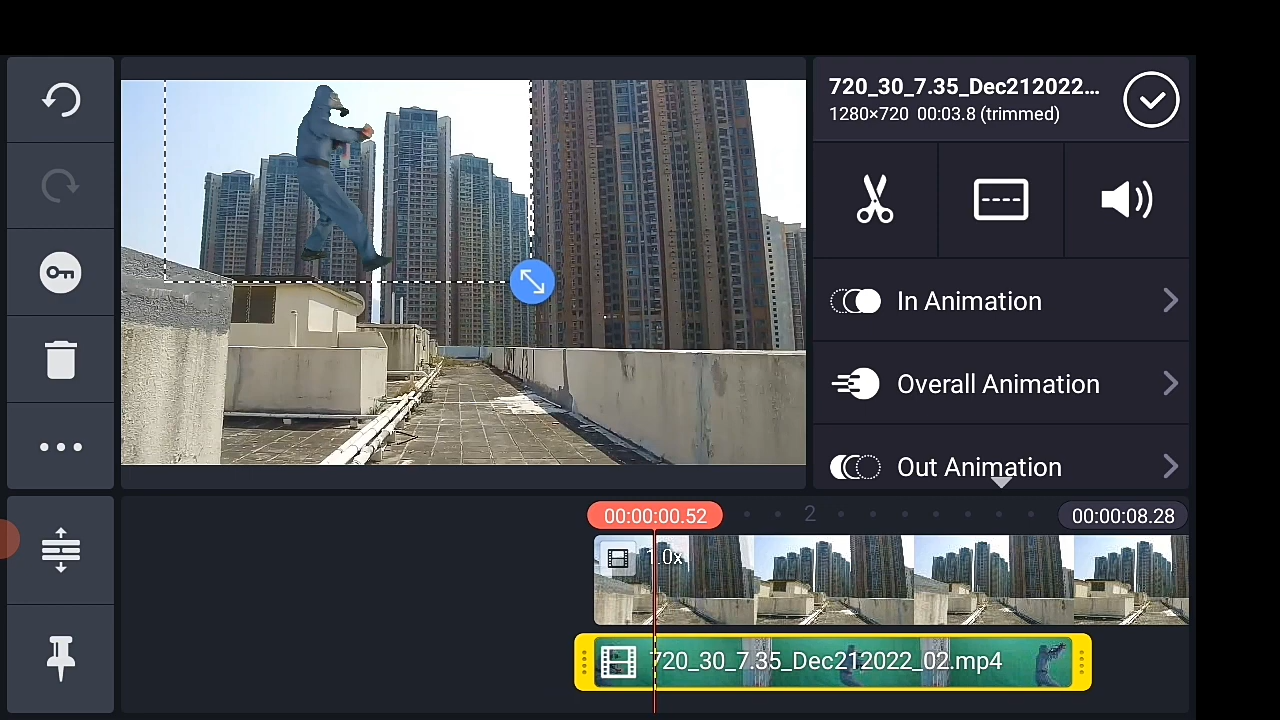 720_30_7.35_Dec212022...
1280×720 00:03.8 (trimmed)
In Animation
Overall Animation
Out Animation
00:00:00.52
2
00:00:08.28
.0x
720_30_7.35_Dec212022_02.mp4